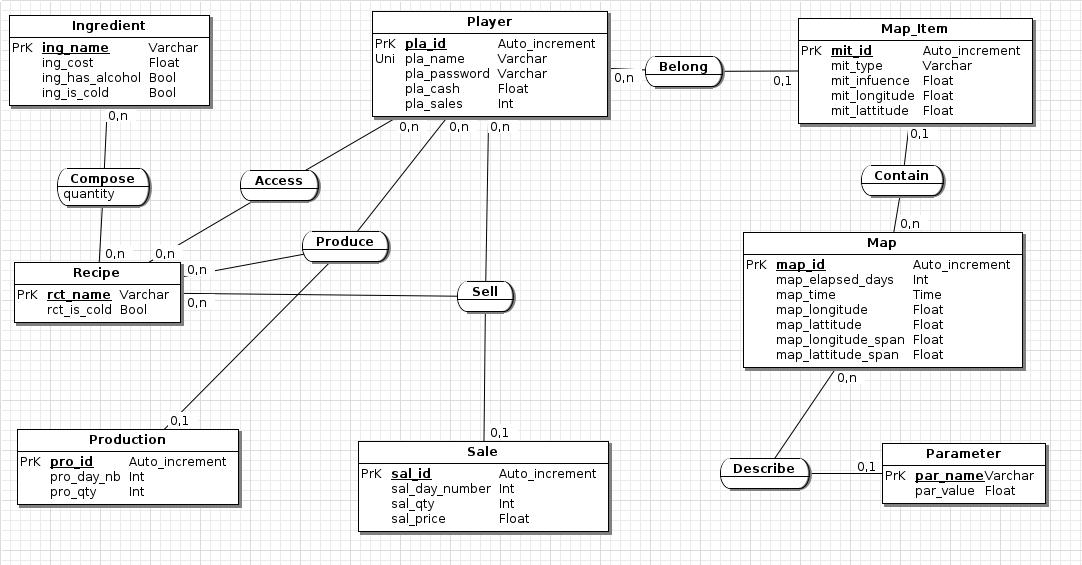 Ingredient
PrK ing_name Varchar
ing_cost Float
ing_has_alcohol Bool
ing_is_cold Bool
Player
PrK pla_id Auto_increment
Uni pla_name Varchar
pla_password Varchar
pla_cash Float
pla_sales Int
0,n
Belong
0,1
Map_Item
PrK mit_id Auto_increment
mit_type Varchar
mit_infuence Float
mit_longitude Float
mit_lattitude Float
0,n
0,n
0,n
0,n
0,1
Compose
quantity
Access
Contain
0,n
Produce
0,n
0,n
0,n
Recipe
PrK rct_name Varchar
rct_is_cold Bool
0,n
0,n
Sell
Map
PrK map_id Auto_increment
map_elapsed_days Int
map_time Time
map_longitude Float
map_lattitude Float
map_longitude_span Float
map_lattitude_span Float
0,n
0,1
Production
PrK pro_id Auto_increment
pro_day_nb Int
pro_qty Int
0,1
Sale
PrK sal_id Auto_increment
sal_day_number Int
sal_qty Int
sal_price Float
Describe
0,1
Parameter
PrK par_name Varchar
par_value Float